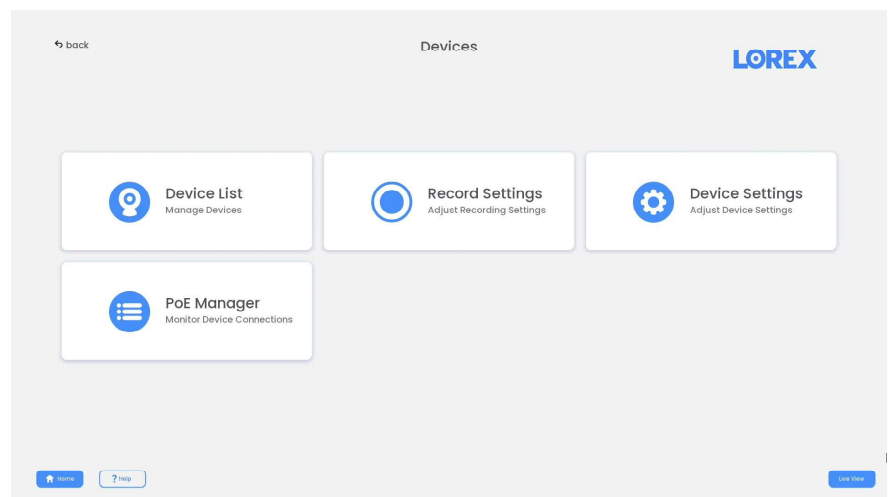 back
Devices
LOREX
Device List
Manage Devices
Record Settings
Adjust Recording Settings
Device Settings
Adjust Device Settings
PoE Manager
Monitor Device Connections
Home
? Help
Live View